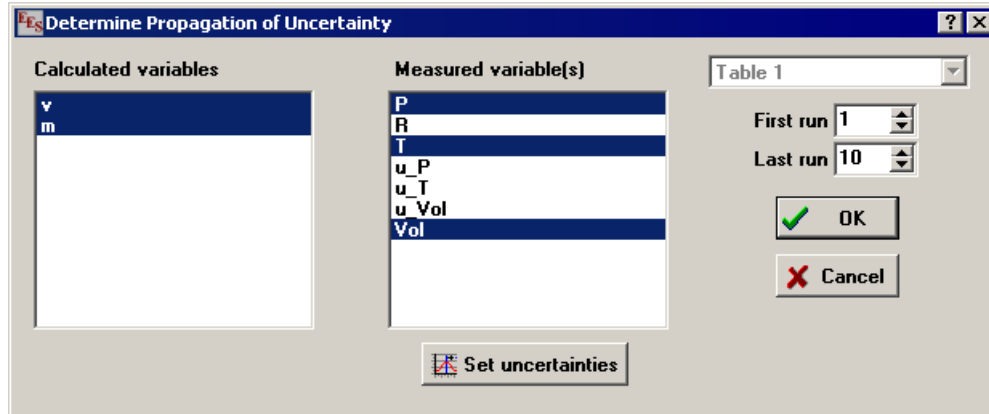 EES Determine Propagation of Uncertainty
Calculated variables
v
m
Measured variable(s)
P
R
T
u_P
u_T
u_Vol
Vol
Set uncertainties
Table 1
First run 1
Last run 10
OK
Cancel